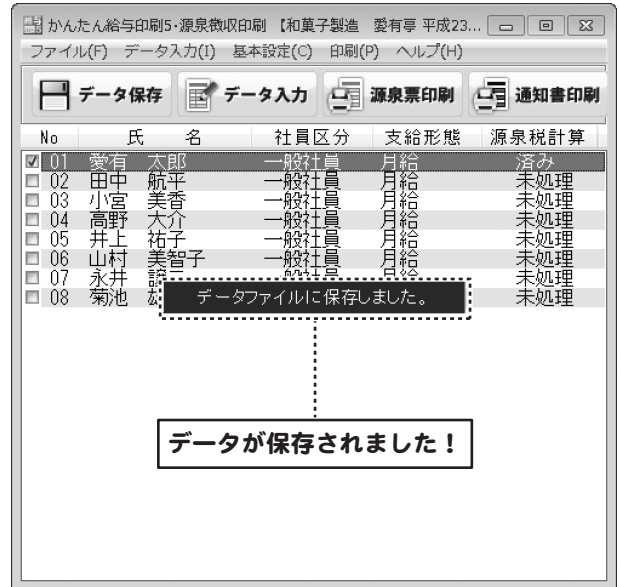 かんたん給与印刷5・源泉徴収印刷 【和菓子製造 愛有亭 平成23...
ファイル(F) データ入力(I) 基本設定(C) 印刷(P) ヘルプ(H)
データ保存 データ入力 源泉票印刷 通知書印刷
No 氏 名 社員区分 支給形態 源泉税計算
01 愛有 太郎 一般社員 月給 済み
02 田中 航平 一般社員 月給 未処理
03 小宮 美香 一般社員 月給 未処理
04 高野 大介 一般社員 月給 未処理
05 井上 祐子 一般社員 月給 未処理
06 山村 美智子 一般社員 月給 未処理
07 永井 一般社員 月給 未処理
08 菊池 未処理
データファイルに保存しました。
データが保存されました！